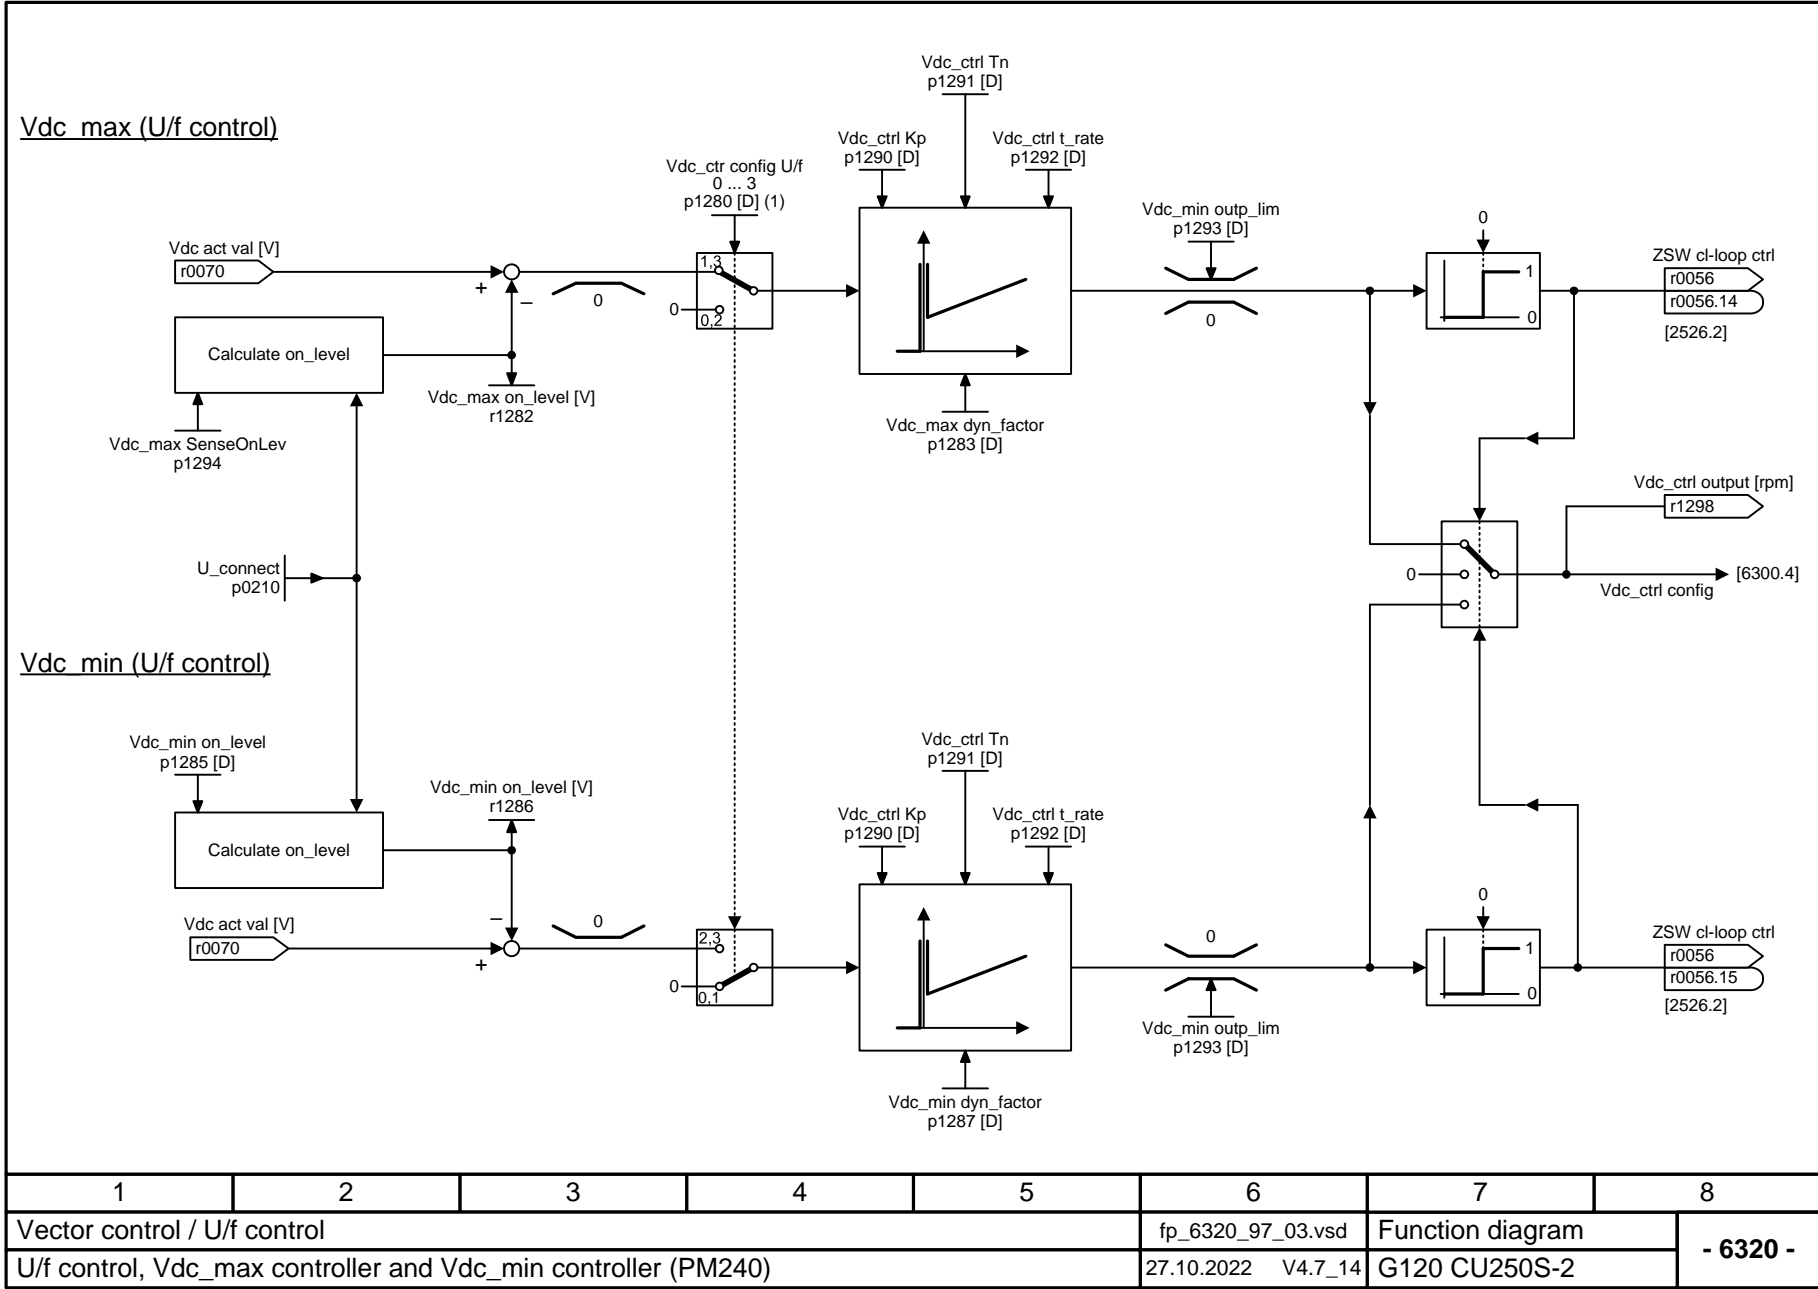 Vdc_max (U/f control)
Vdc_ctrl Tn
p1291 [D]
Vdc_ctrl Kp
p1290 [D]
Vdc_ctrl t_rate
p1292 [D]
Vdc_ctr config U/f
0 ... 3
p1280 [D] (1)
Vdc_min outp_lim
p1293 [D]
0
Vdc act val [V]
r0070
+
–
0
1,3
0
0,2
0
1
0
ZSW cl-loop ctrl
r0056
r0056.14
[2526.2]
Calculate on_level
Vdc_max on_level [V]
r1282
Vdc_max SenseOnLev
p1294
Vdc_max dyn_factor
p1283 [D]
Vdc_ctrl output [rpm]
r1298
U_connect
p0210
0
[6300.4]
Vdc_ctrl config
Vdc_min (U/f control)
Vdc_min on_level
p1285 [D]
Vdc_min on_level [V]
r1286
Vdc_ctrl Tn
p1291 [D]
Vdc_ctrl Kp
p1290 [D]
Vdc_ctrl t_rate
p1292 [D]
Calculate on_level
Vdc act val [V]
r0070
–
+
0
2,3
0
0,1
0
Vdc_min outp_lim
p1293 [D]
0
1
0
ZSW cl-loop ctrl
r0056
r0056.15
[2526.2]
Vdc_min dyn_factor
p1287 [D]
1 2 3 4 5 6 7 8
Vector control / U/f control
fp_6320_97_03.vsd
Function diagram
- 6320 -
U/f control, Vdc_max controller and Vdc_min controller (PM240)
27.10.2022 V4.7_14
G120 CU250S-2